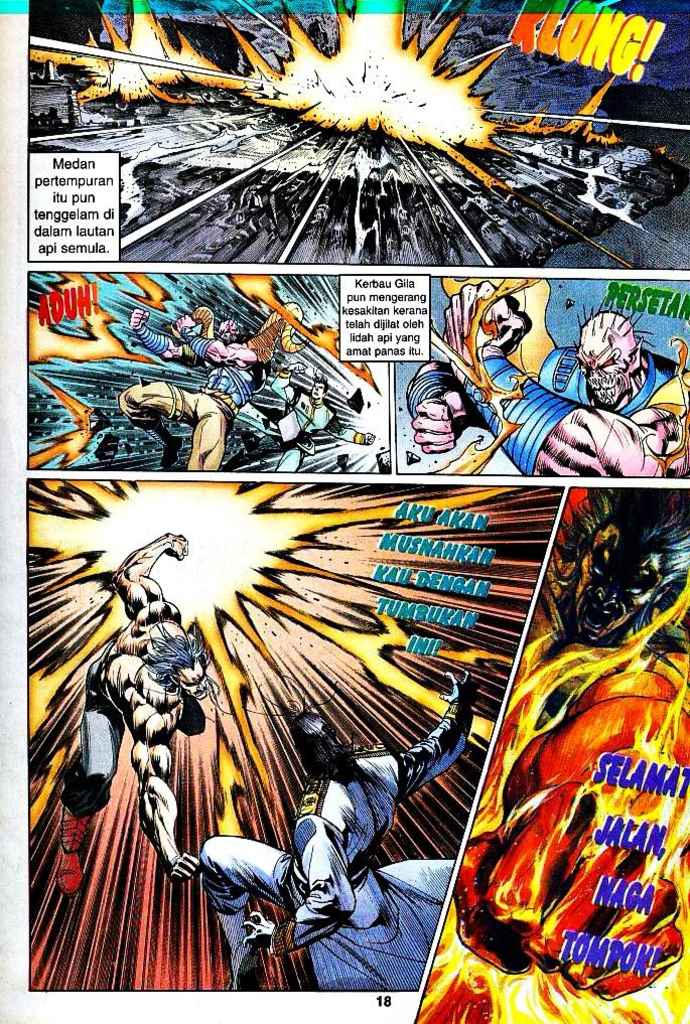 KLONG!
Medan
pertempuran
itu pun
tenggelam di
dalam lautan
api semula.
ADUH!
Kerbau Gila
pun mengerang
kesakitan kerana
telah dijilat oleh
lidah api yang
amat panas itu.
PERSETAN
AKU AKAN
MUSNAHKAN
KAU DENGAN
TUMBUKAN
INI!
SELAMAT
JALAN,
NAGA
TOMPOK!
18